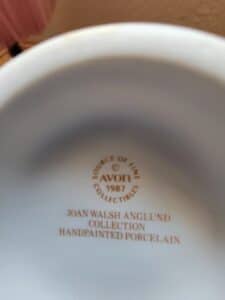 SOURCE OF FINE
©
AVON
1987
COLLECTIBLES
JOAN WALSH ANGLUND
COLLECTION
HANDPAINTED PORCELAIN